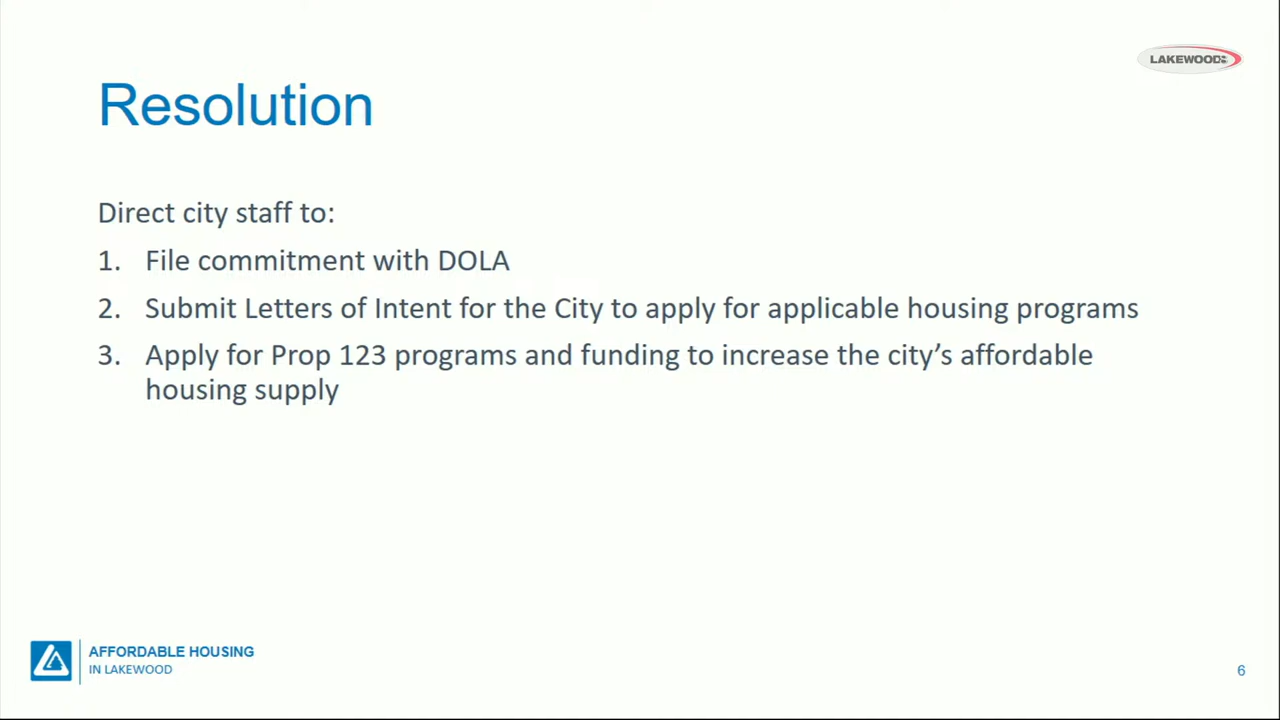 LAKEWOOD
Resolution
Direct city staff to:
1. File commitment with DOLA
2. Submit Letters of Intent for the City to apply for applicable housing programs
3. Apply for Prop 123 programs and funding to increase the city’s affordable
housing supply
AFFORDABLE HOUSING
IN LAKEWOOD
6